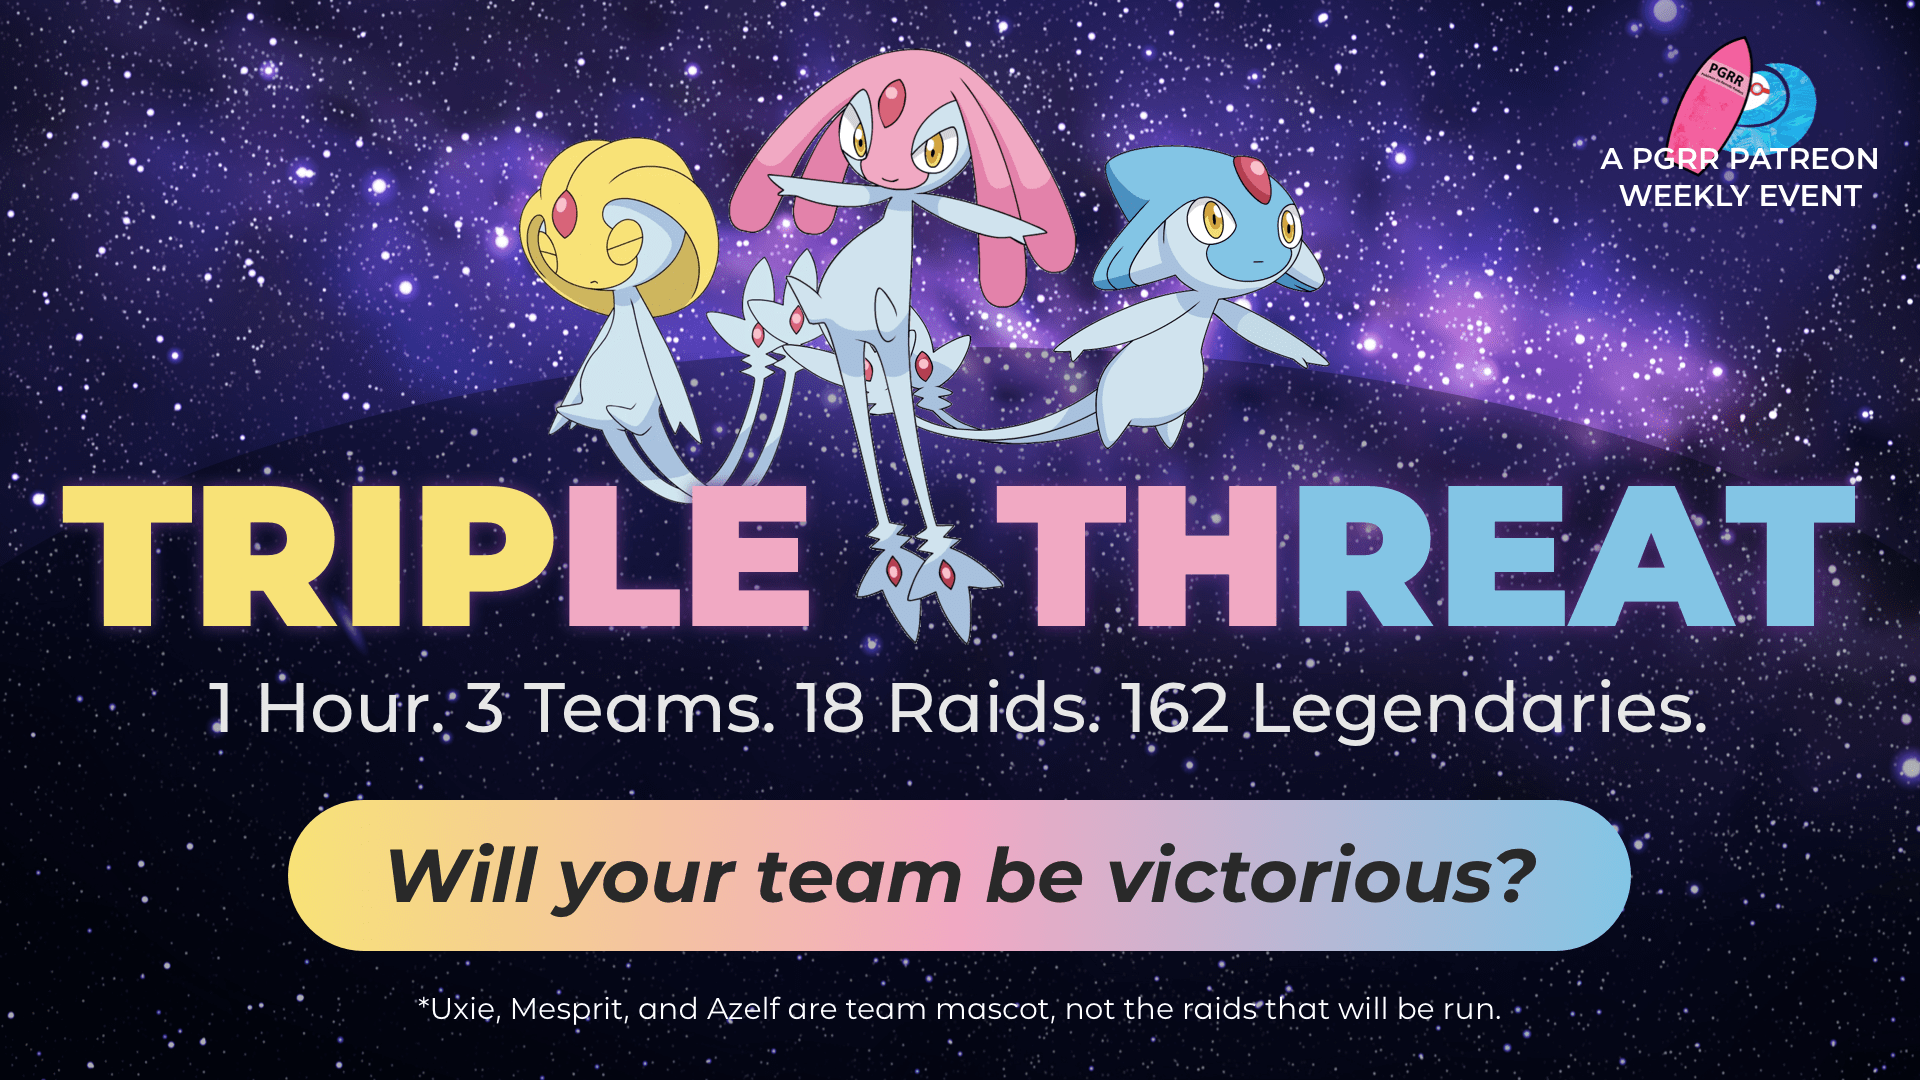 PGRR
A PGRR PATREON
WEEKLY EVENT
TRIPLE THREAT
1 Hour. 3 Teams. 18 Raids. 162 Legendaries.
Will your team be victorious?
*Uxie, Mesprit, and Azelf are team mascot, not the raids that will be run.